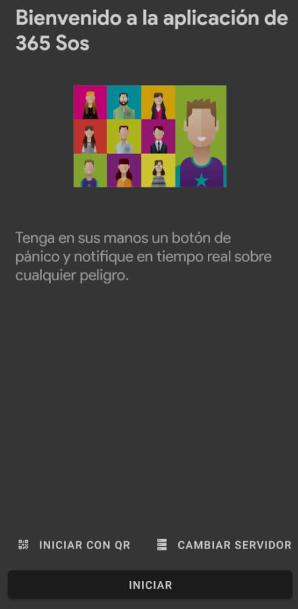 Bienvenido a la aplicación de
365 Sos
Tenga en sus manos un botón de
pánico y notifique en tiempo real sobre
cualquier peligro.
INICIAR CON QR
CAMBIAR SERVIDOR
INICIAR